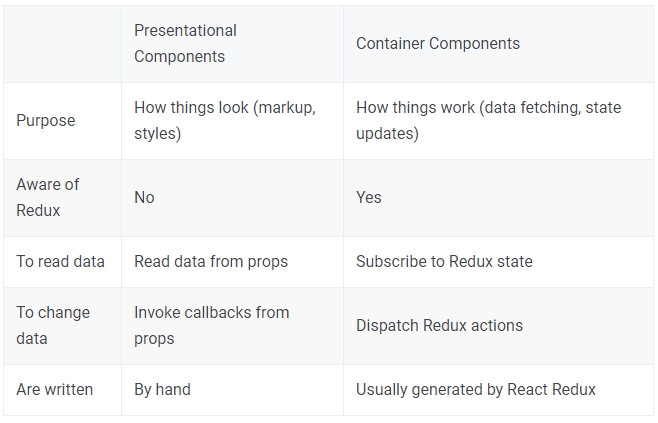 Presentational
Components
Container Components
Purpose
How things look (markup,
styles)
How things work (data fetching, state
updates)
Aware of
Redux
No
Yes
To read data
Read data from props
Subscribe to Redux state
To change
data
Invoke callbacks from
props
Dispatch Redux actions
Are written
By hand
Usually generated by React Redux